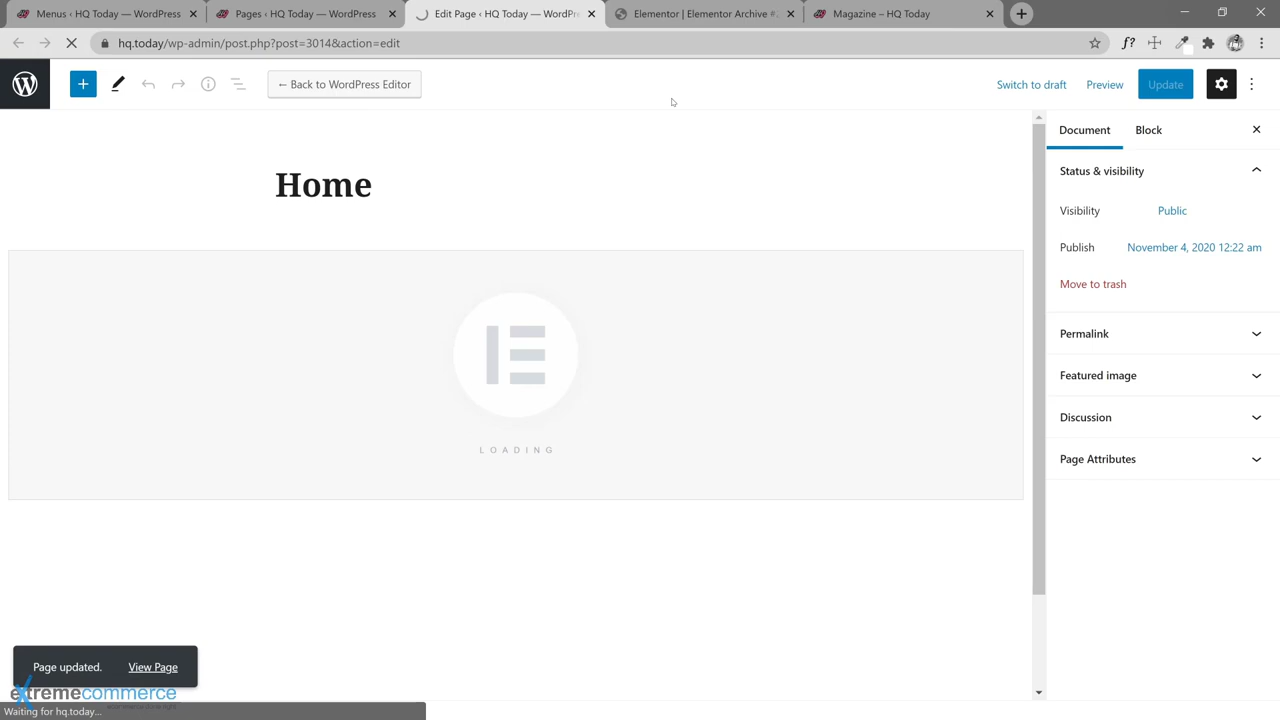 Menus ‹ HQ Today — WordPress
Pages ‹ HQ Today — WordPress
Edit Page ‹ HQ Today — WordPr
Elementor | Elementor Archive #
Magazine – HQ Today
hq.today/wp-admin/post.php?post=3014&action=edit
f?
← Back to WordPress Editor
Switch to draft
Preview
Update
Document
Block
Home
Status & visibility
Visibility
Public
Publish
November 4, 2020 12:22 am
Move to trash
Permalink
Featured image
LOADING
Discussion
Page Attributes
Page updated.
View Page
extremecommerce
Waiting for hq.today...